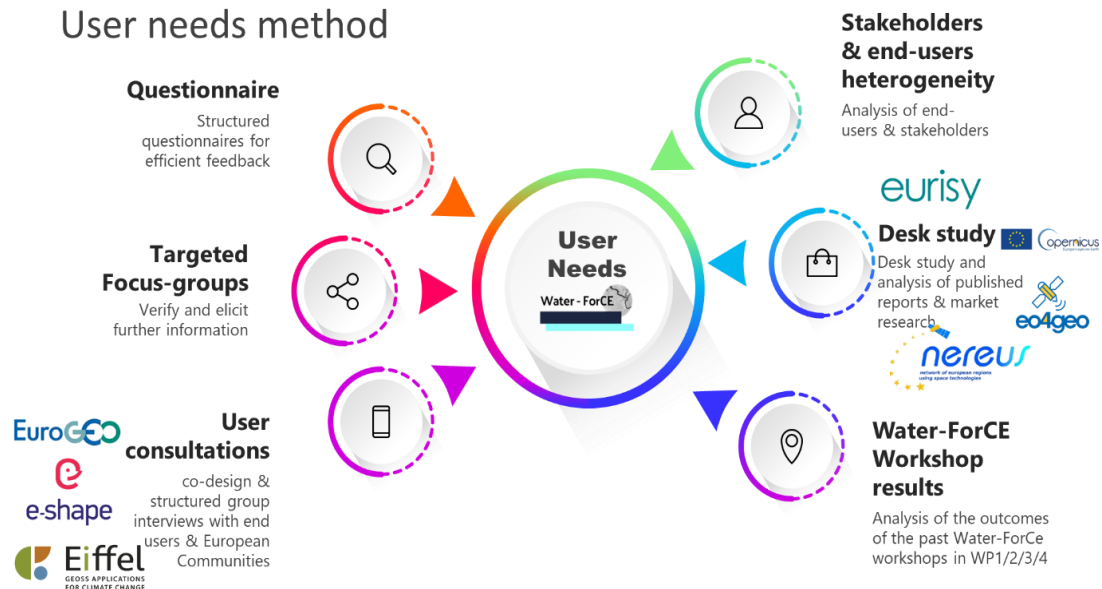 User needs method
Questionnaire
Structured
questionnaires for
efficient feedback
Targeted
Focus-groups
Verify and elicit
further information
User
consultations
co-design &
structured group
interviews with end
users & European
Communities
EuroGEO
e-shape
Eiffel
GEOSS APPLICATIONS
FOR CLIMATE CHANGE
User
Needs
Water - ForCE
Stakeholders
& end-users
heterogeneity
Analysis of end-
users & stakeholders
eurisy
Desk study
Copernicus
Desk study and
analysis of published
reports & market
research
eo4geo
nereus
network of european regions
using space technologies
Water-ForCE
Workshop
results
Analysis of the outcomes
of the past Water-ForCe
workshops in WP1/2/3/4